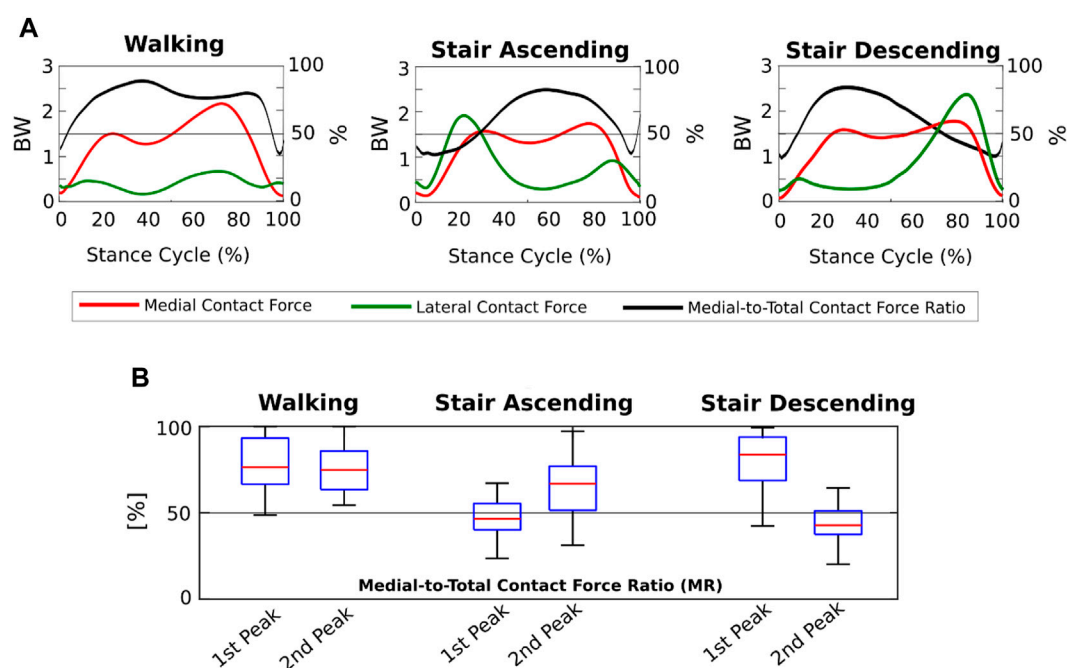 A
Walking
Stair Ascending
Stair Descending
3
2
1
0
BW
100
50
0
%
0 20 40 60 80 100
Stance Cycle (%)
3
2
1
0
BW
100
50
0
%
0 20 40 60 80 100
Stance Cycle (%)
3
2
1
0
BW
100
50
0
%
0 20 40 60 80 100
Stance Cycle (%)
Medial Contact Force
Lateral Contact Force
Medial-to-Total Contact Force Ratio
B
Walking
Stair Ascending
Stair Descending
100
50
0
[%]
Medial-to-Total Contact Force Ratio (MR)
1st Peak
2nd Peak
1st Peak
2nd Peak
1st Peak
2nd Peak